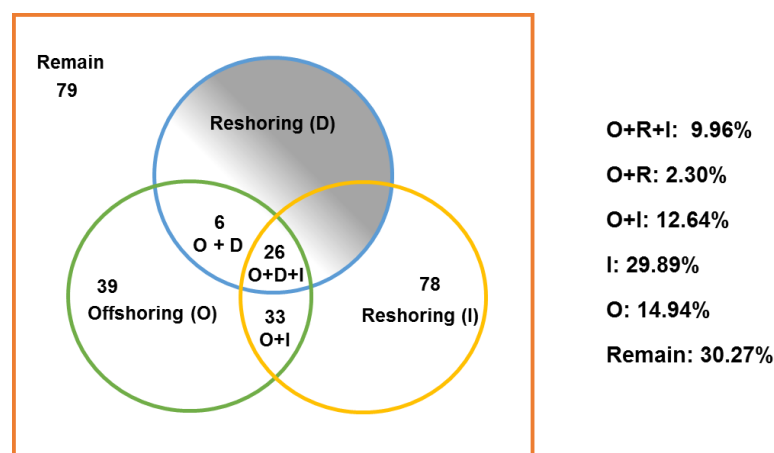 Remain
79
Reshoring (D)
6
O + D
26
O+D+I
39
Offshoring (O)
33
O+I
78
Reshoring (I)
O+R+I: 9.96%
O+R: 2.30%
O+I: 12.64%
I: 29.89%
O: 14.94%
Remain: 30.27%